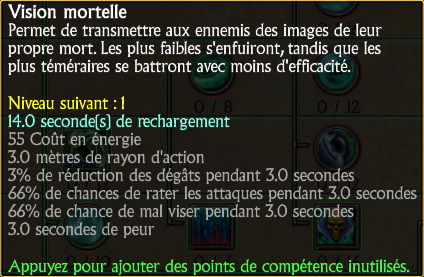 Vision mortelle
Permet de transmettre aux ennemis des images de leur
propre mort. Les plus faibles s'enfuiront, tandis que les
plus téméraires se battront avec moins d'efficacité.
Niveau suivant : 1
14.0 seconde(s) de rechargement
55 Coût en énergie
3.0 mètres de rayon d'action
3% de réduction des dégâts pendant 3.0 secondes
66% de chances de rater les attaques pendant 3.0 secondes
66% de chance de mal viser pendant 3.0 secondes
3.0 secondes de peur
Appuyez pour ajouter des points de compétence inutilisés.